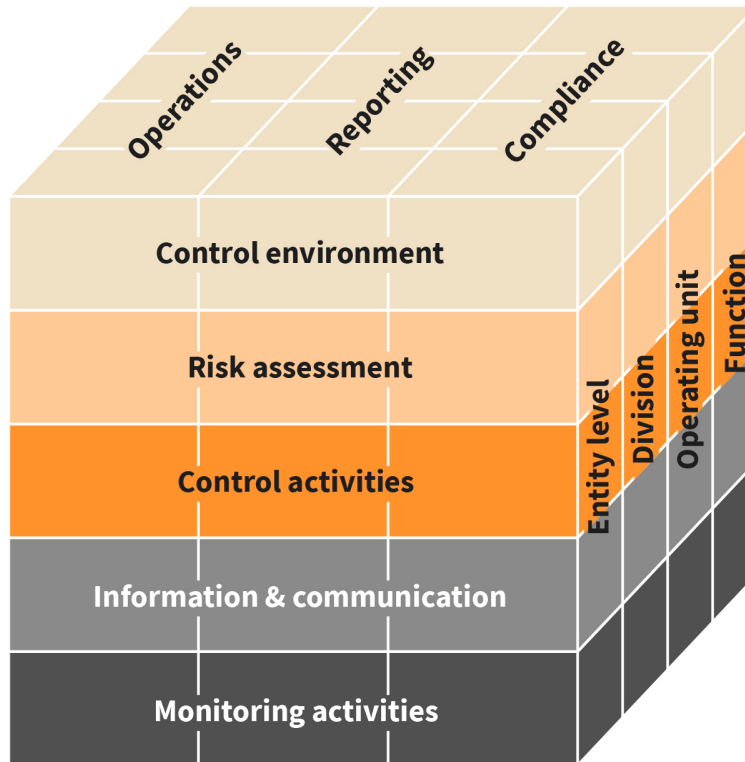 Operations
Reporting
Compliance
Control environment
Risk assessment
Control activities
Information & communication
Monitoring activities
Entity level
Division
Operating unit
Function